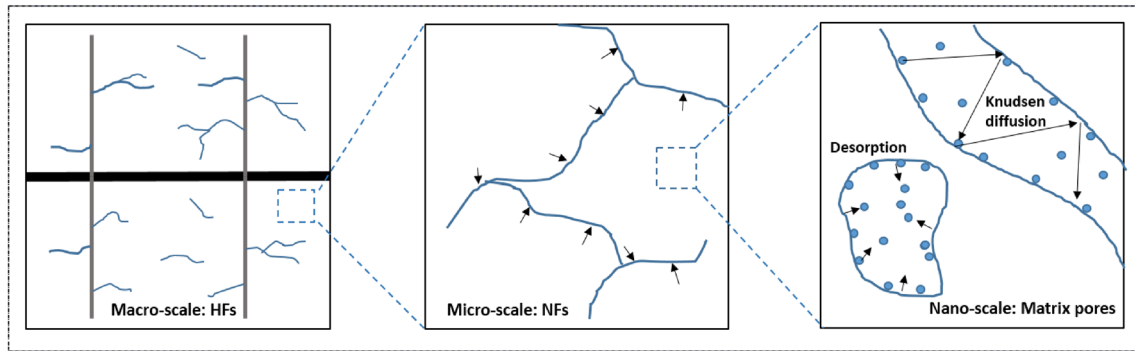 Macro-scale: HFs
Micro-scale: NFs
Knudsen
diffusion
Desorption
Nano-scale: Matrix pores